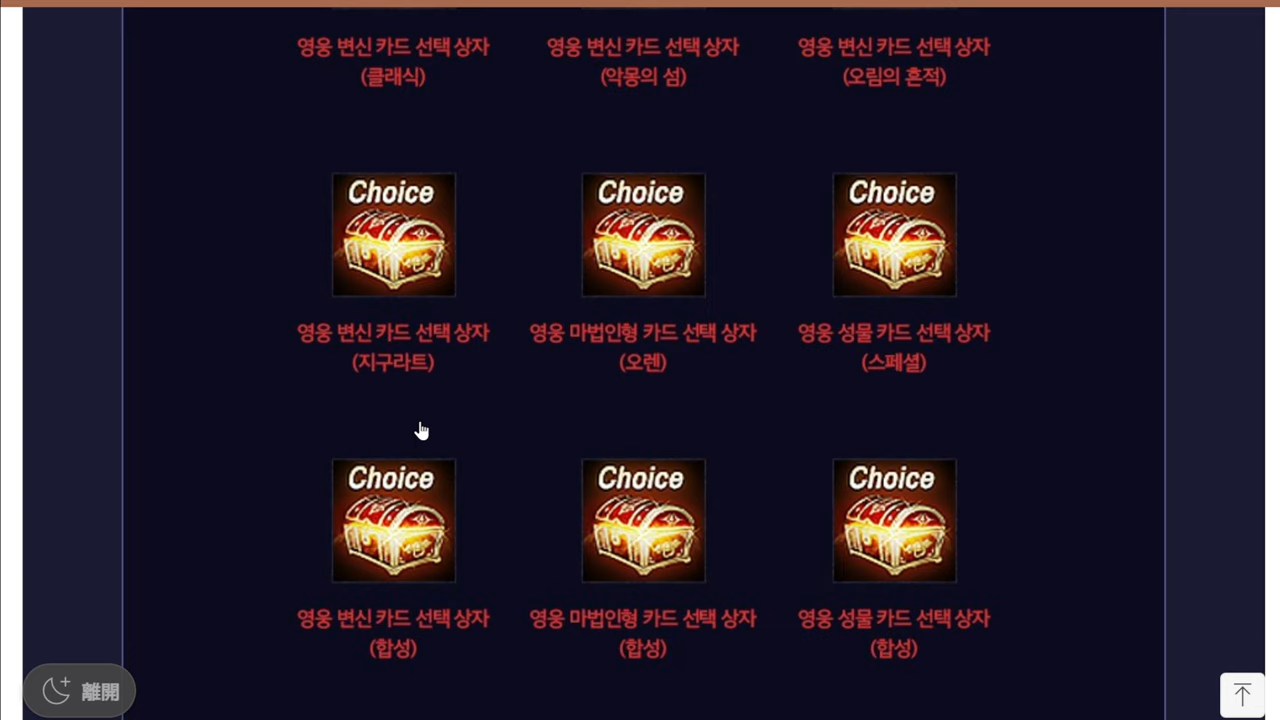 영웅 변신 카드 선택 상자 영웅 변신 카드 선택 상자 영웅 변신 카드 선택 상자
(클래식) (악몽의 섬) (오림의 흔적)
Choice Choice Choice
영웅 변신 카드 선택 상자 영웅 마법인형 카드 선택 상자 영웅 성물 카드 선택 상자
(지구라트) (오렌) (스페셜)
Choice Choice Choice
영웅 변신 카드 선택 상자 영웅 마법인형 카드 선택 상자 영웅 성물 카드 선택 상자
(합성) (합성) (합성)
離開